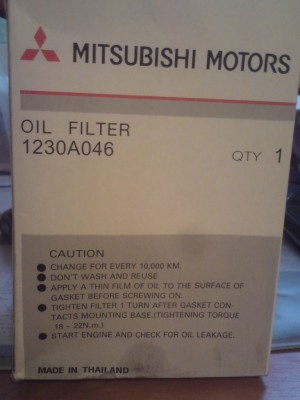 MITSUBISHI MOTORS
OIL FILTER
1230A046
QTY 1
CAUTION
● CHANGE FOR EVERY 10,000 KM.
● DON'T WASH AND REUSE
● APPLY A THIN FILM OF OIL TO THE SURFACE OF
GASKET BEFORE SCREWING ON.
● TIGHTEN FILTER 1 TURN AFTER GASKET CON-
TACTS MOUNTING BASE.(TIGHTENING TORQUE
18 – 22N.m.)
● START ENGINE AND CHECK FOR OIL LEAKAGE.
MADE IN THAILAND